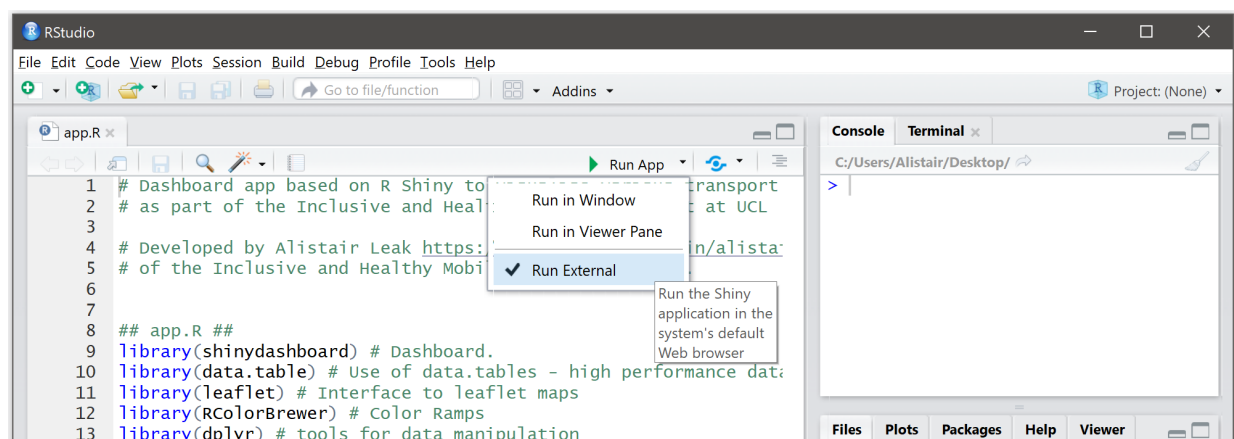 RStudio
File Edit Code View Plots Session Build Debug Profile Tools Help
Go to file/function Addins Project: (None)
app.R
Run App
1 # Dashboard app based on R Shiny to transport
2 # as part of the Inclusive and Heal t at UCL
3
4 # Developed by Alistair Leak https:/ in/alista
5 # of the Inclusive and Healthy Mobi
6
7
8 ## app.R ##
9 library(shinydashboard) # Dashboard.
10 library(data.table) # Use of data.tables - high performance data
11 library(leaflet) # Interface to leaflet maps
12 library(RColorBrewer) # Color Ramps
13 library(dplyr) # tools for data manipulation
Run in Window
Run in Viewer Pane
Run External
Run the Shiny
application in the
system's default
Web browser
Console Terminal
C:/Users/Alistair/Desktop/
>
Files Plots Packages Help Viewer